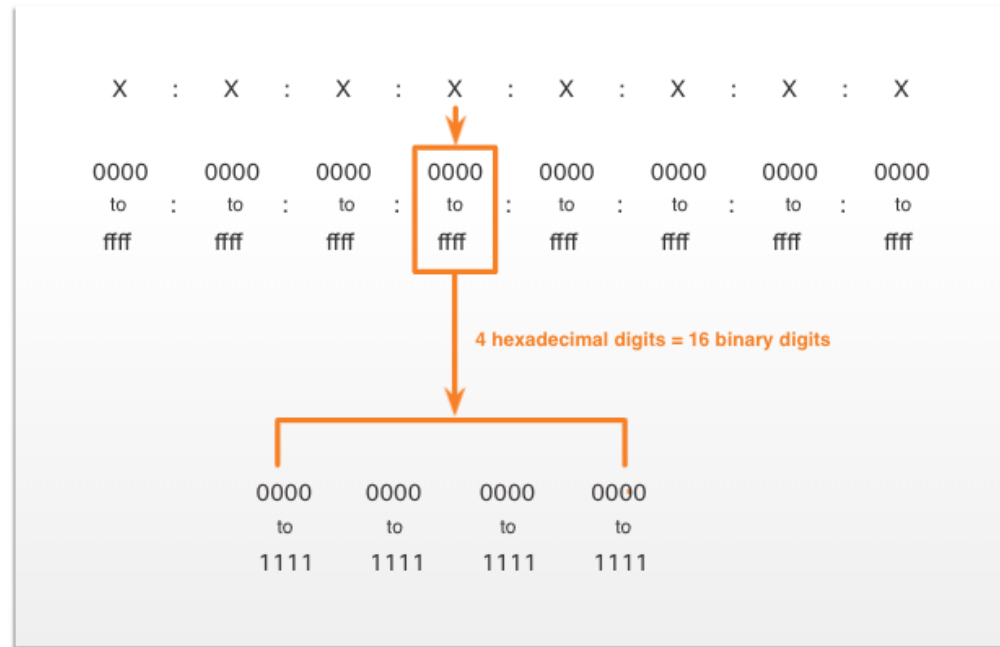 X : X : X : X : X : X : X : X
0000 0000 0000 0000 0000 0000 0000 0000
to : to : to : to : to : to : to : to
ffff ffff ffff ffff ffff ffff ffff ffff
4 hexadecimal digits = 16 binary digits
0000 0000 0000 0000
to to to to
1111 1111 1111 1111